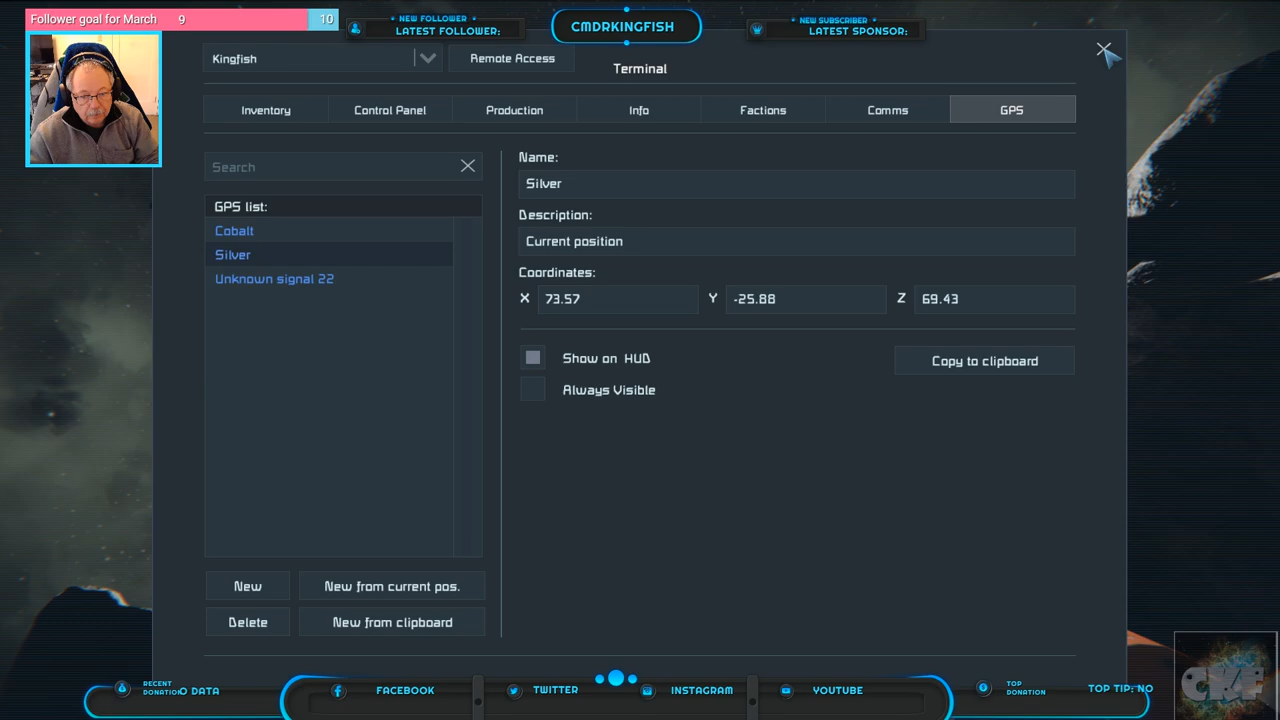 Follower goal for March 9 10
NEW FOLLOWER
LATEST FOLLOWER:
CMDRKINGFISH
NEW SUBSCRIBER
LATEST SPONSOR:
Kingfish
Remote Access
Terminal
Inventory
Control Panel
Production
Info
Factions
Comms
GPS
Search
GPS list:
Cobalt
Silver
Unknown signal 22
Name:
Silver
Description:
Current position
Coordinates:
X 73.57 Y -25.88 Z 69.43
Show on HUD
Always Visible
Copy to clipboard
New
New from current pos.
Delete
New from clipboard
RECENT
DONATION
O DATA
FACEBOOK
TWITTER
INSTAGRAM
YOUTUBE
TOP
DONATION
TOP TIP: NO
CKF